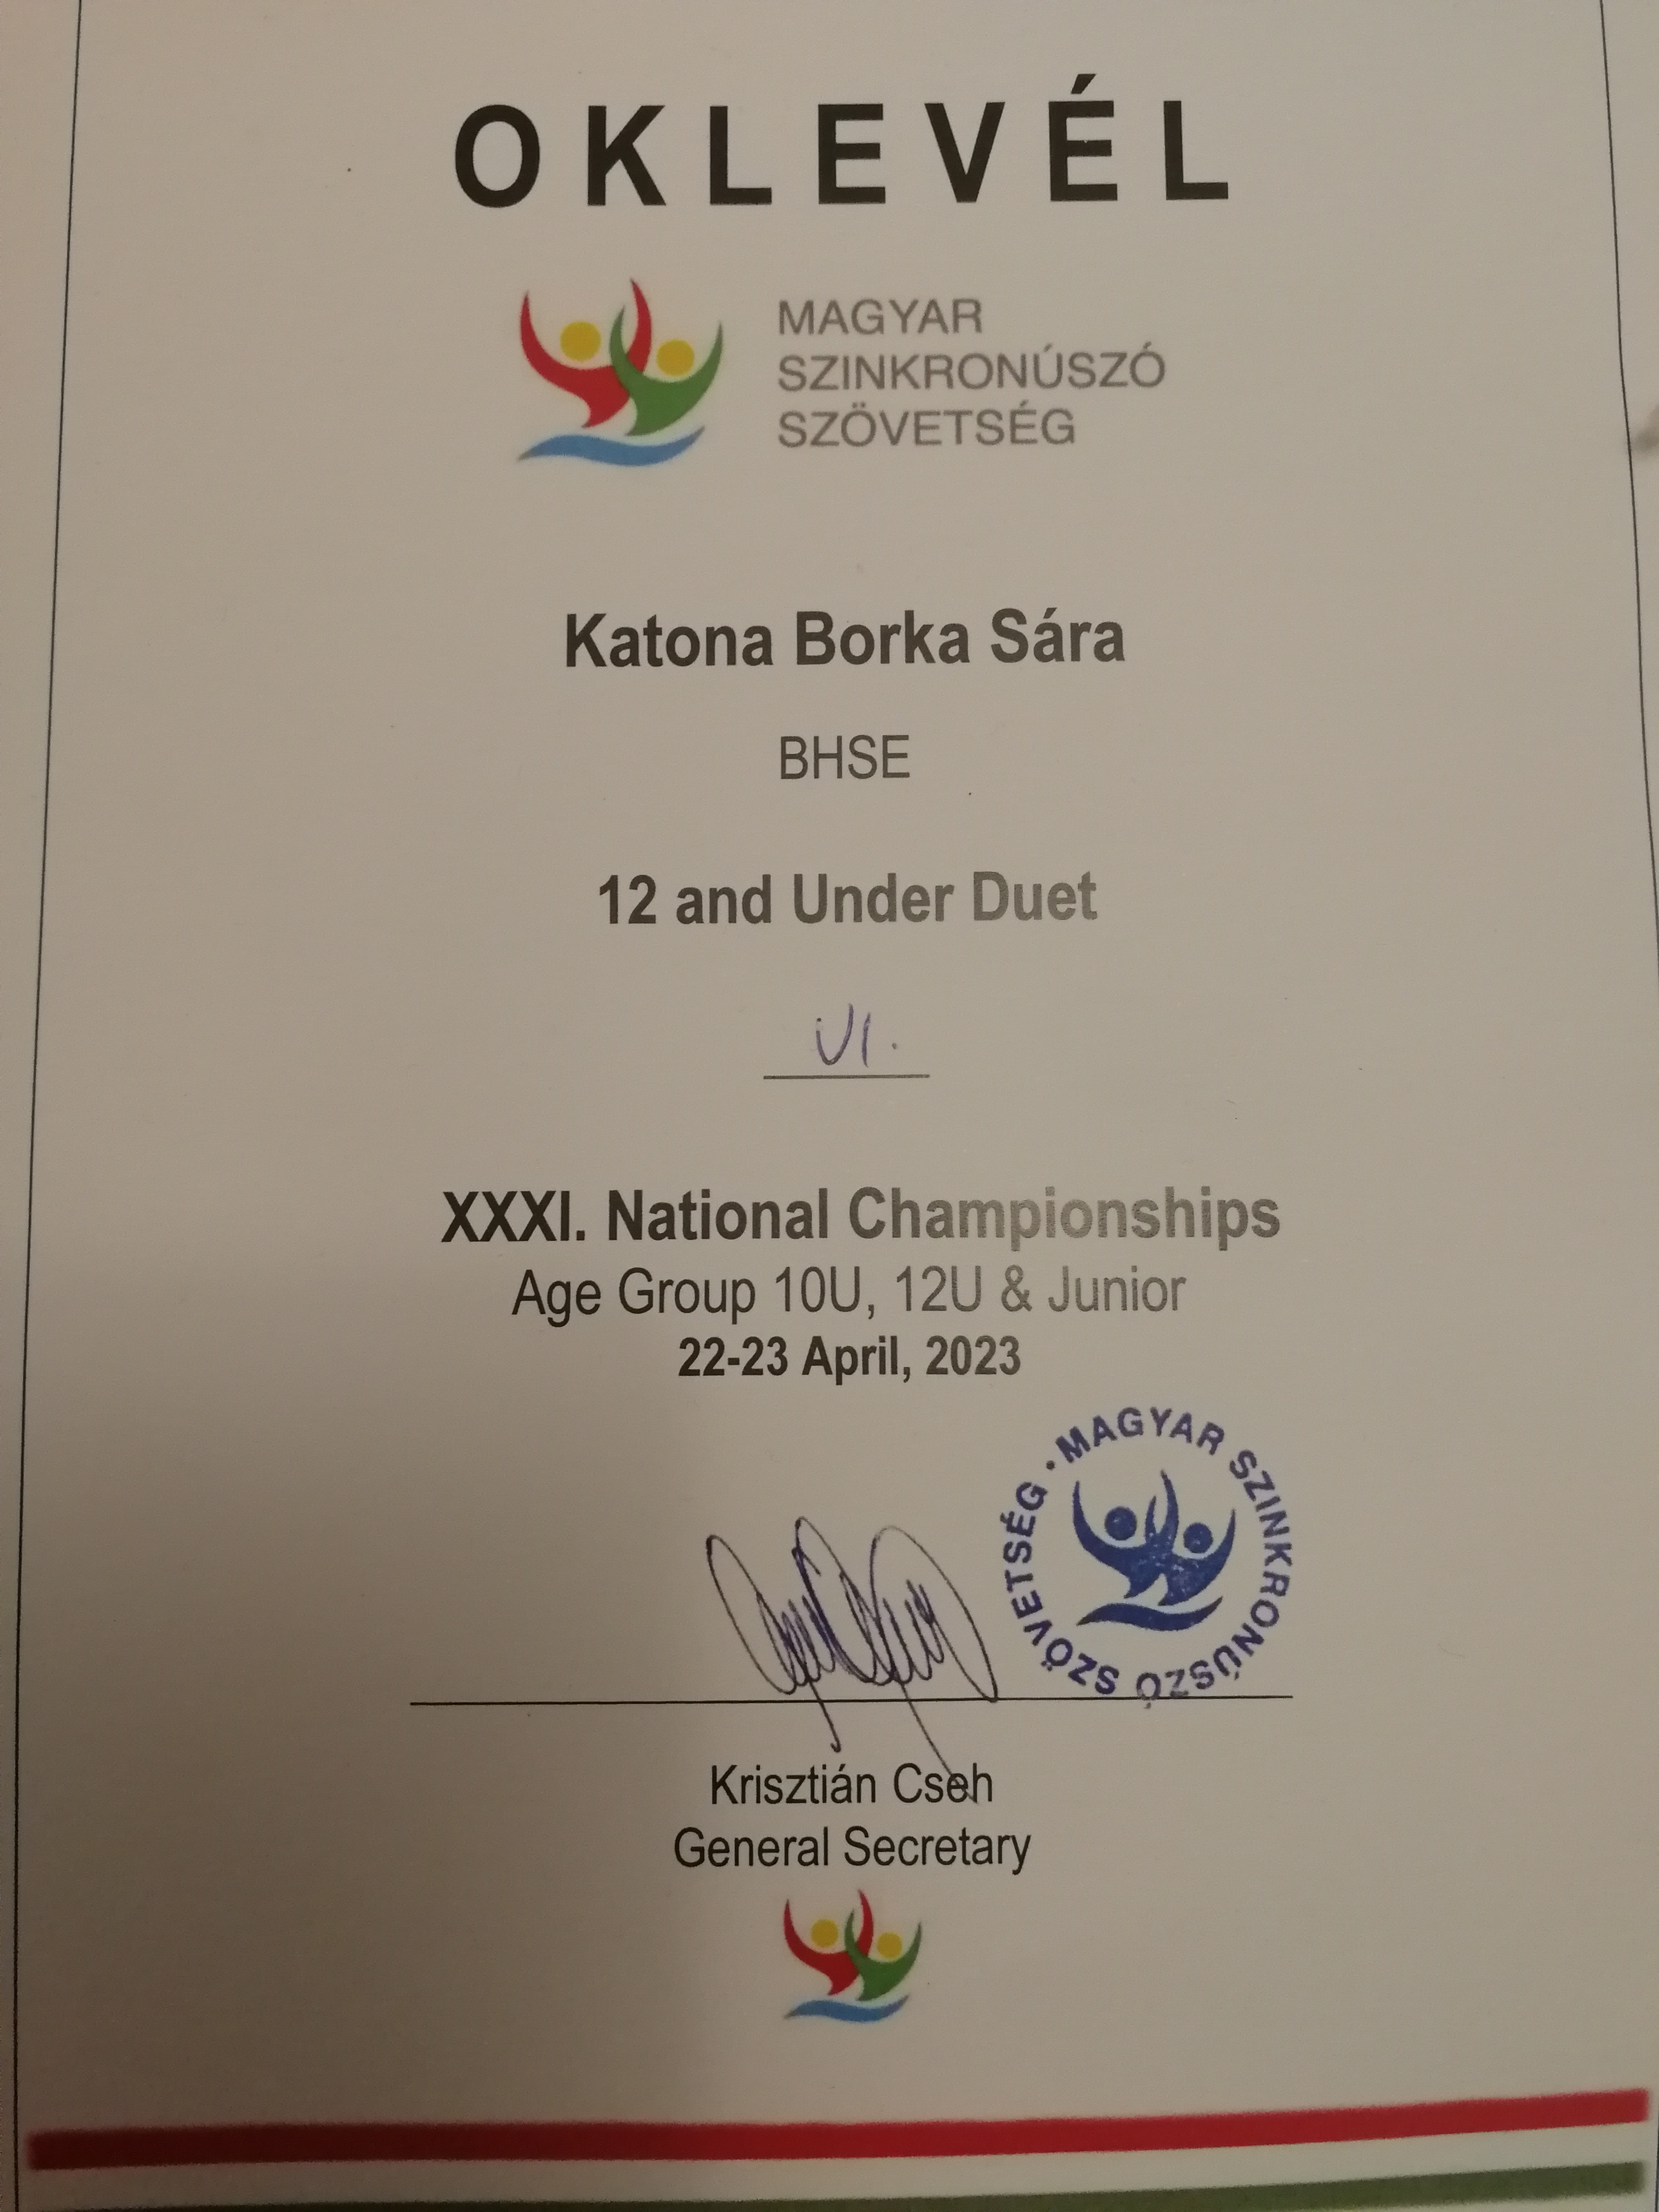 OKLEVÉL
MAGYAR
SZINKRONÚSZÓ
SZÖVETSÉG
Katona Borka Sára
BHSE
12 and Under Duet
VI.
XXXI. National Championships
Age Group 10U, 12U & Junior
22-23 April, 2023
MAGYAR SZINKRONÚSZÓ SZÖVETSÉG •
Krisztián Cseh
General Secretary